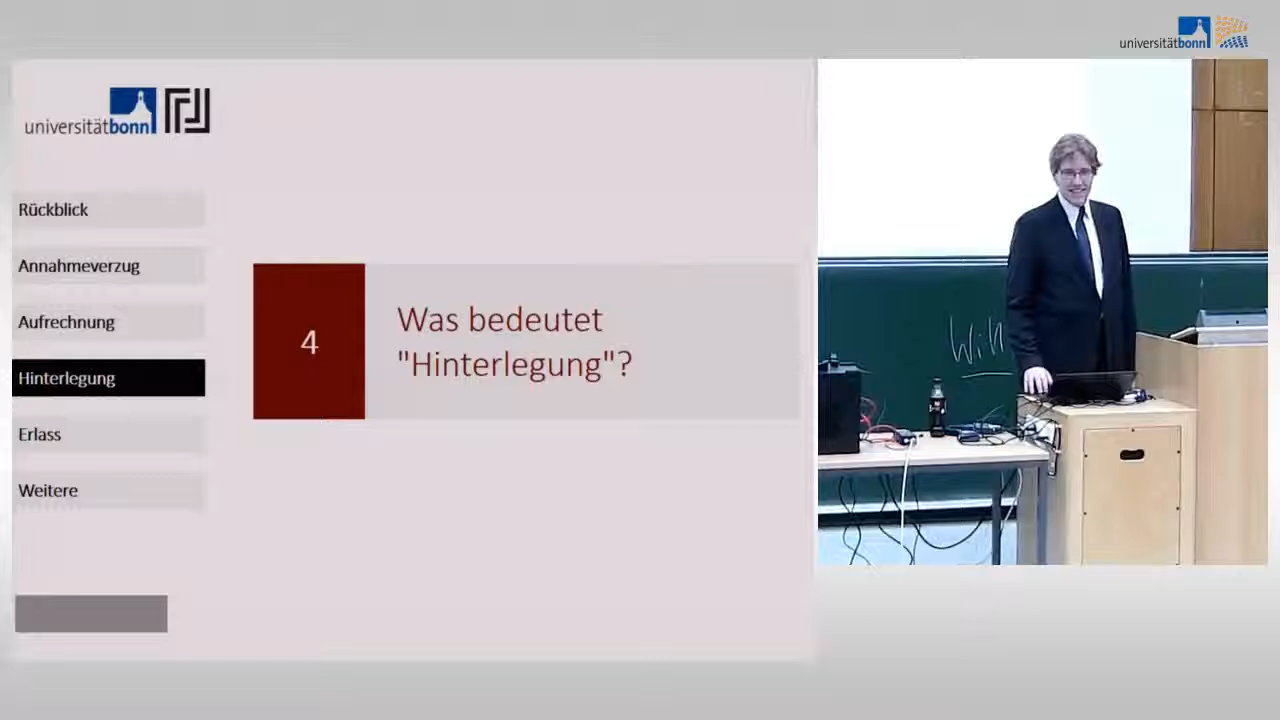 universitätbonn
universitätbonn
Rückblick
Annahmeverzug
Aufrechnung
Hinterlegung
Erlass
Weitere
4
Was bedeutet
"Hinterlegung"?